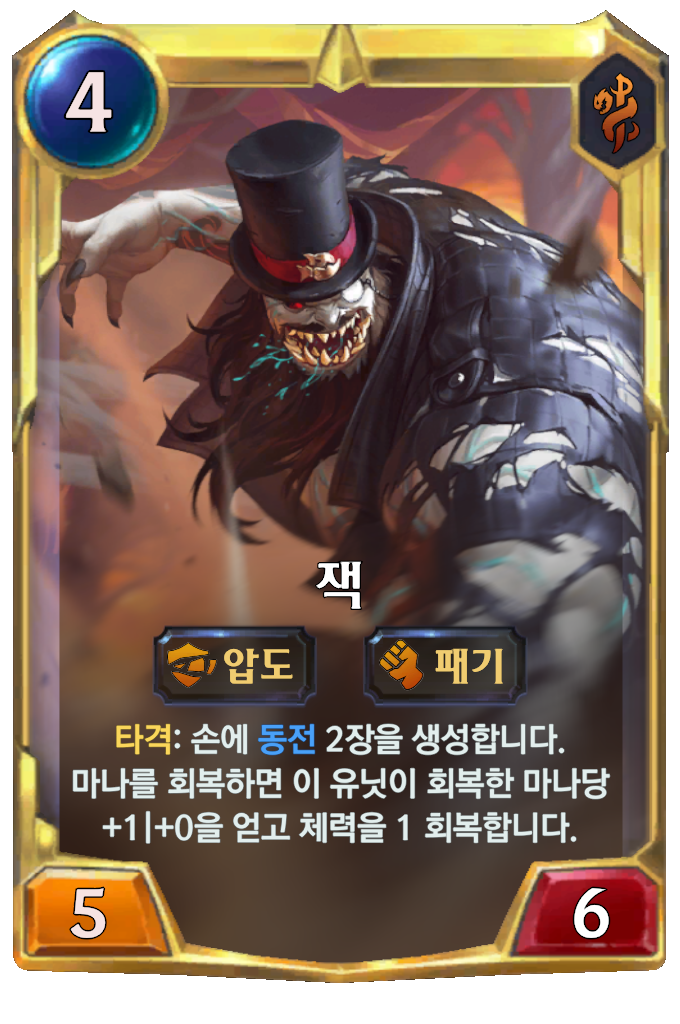 4
잭
압도 패기
타격: 손에 동전 2장을 생성합니다.
마나를 회복하면 이 유닛이 회복한 마나당
+1|+0을 얻고 체력을 1 회복합니다.
5 6